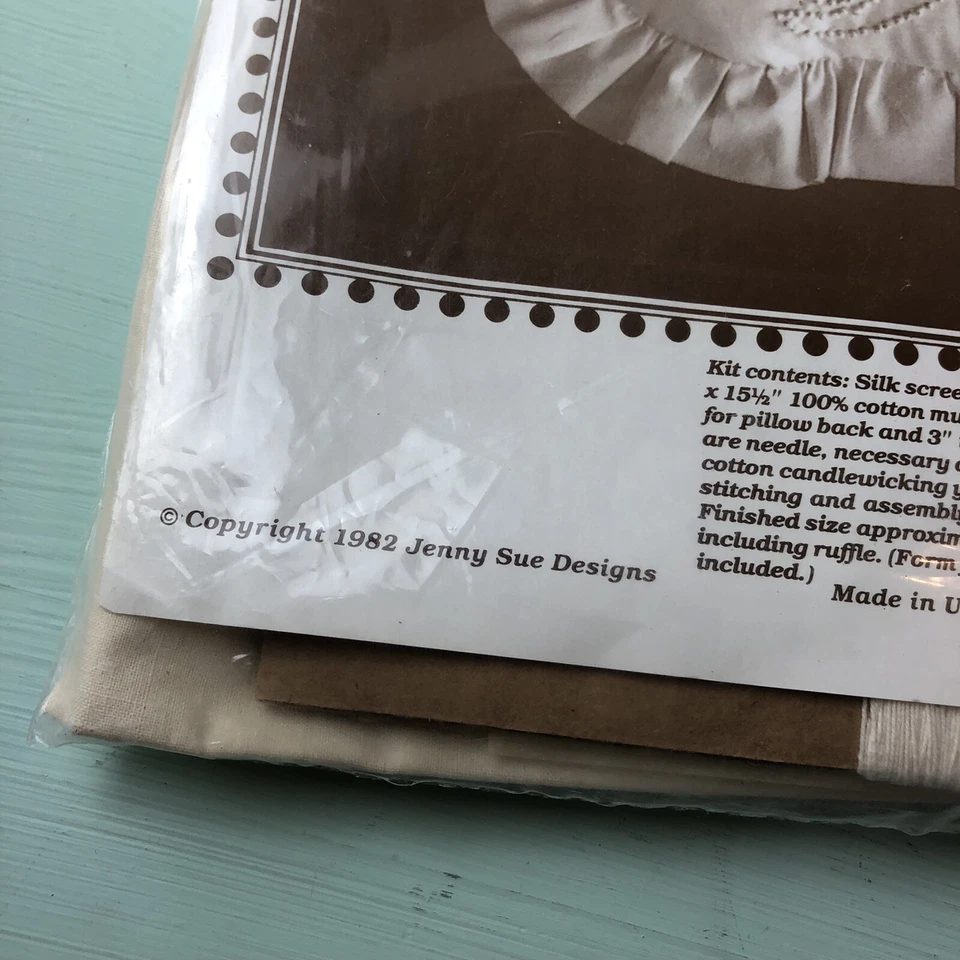 Kit contents: Silk scree
x 15½" 100% cotton mu
for pillow back and 3"
are needle, necessary
cotton candlewicking y
stitching and assembly
Finished size approxim
including ruffle. (Form
included.)
© Copyright 1982 Jenny Sue Designs
Made in U